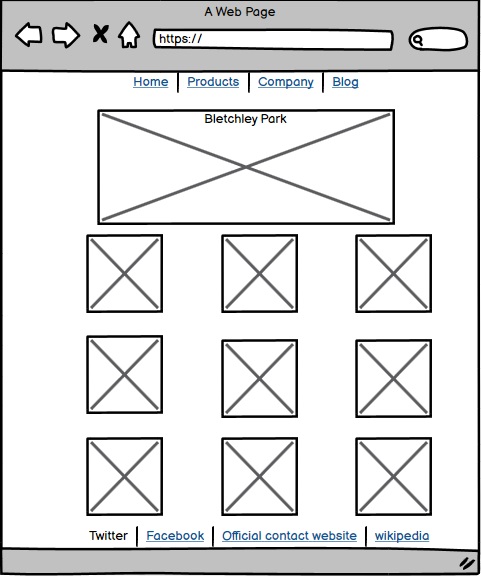 A Web Page
https://
Home Products Company Blog
Bletchley Park
Twitter Facebook Official contact website wikipedia